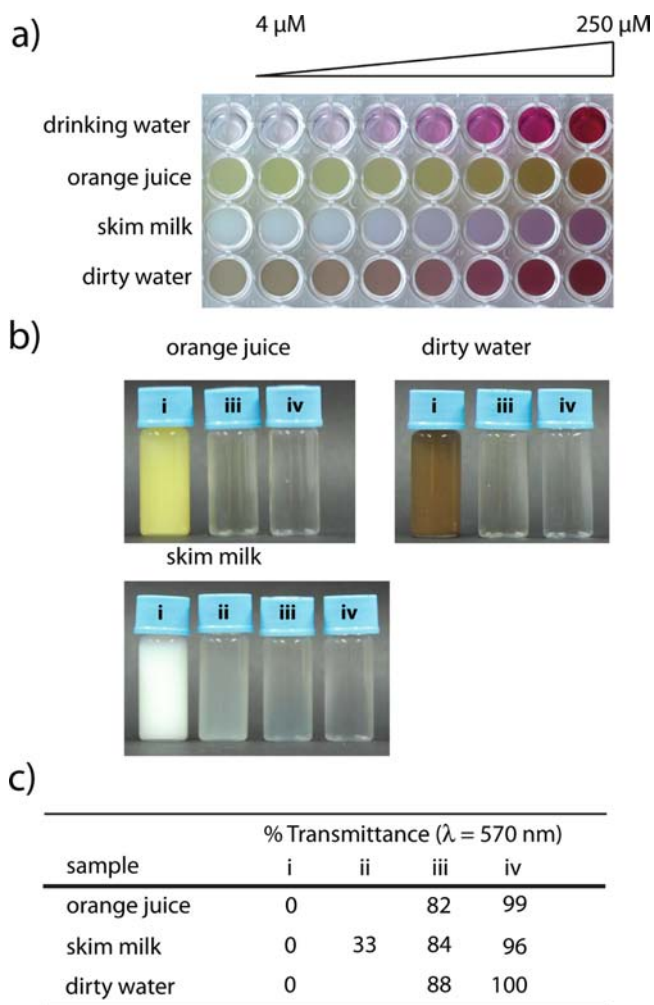 a)
4 µM 250 µM
drinking water
orange juice
skim milk
dirty water
b)
orange juice dirty water
i iii iv i iii iv
skim milk
i ii iii iv
c)
% Transmittance (λ = 570 nm)
sample i ii iii iv
orange juice 0 82 99
skim milk 0 33 84 96
dirty water 0 88 100